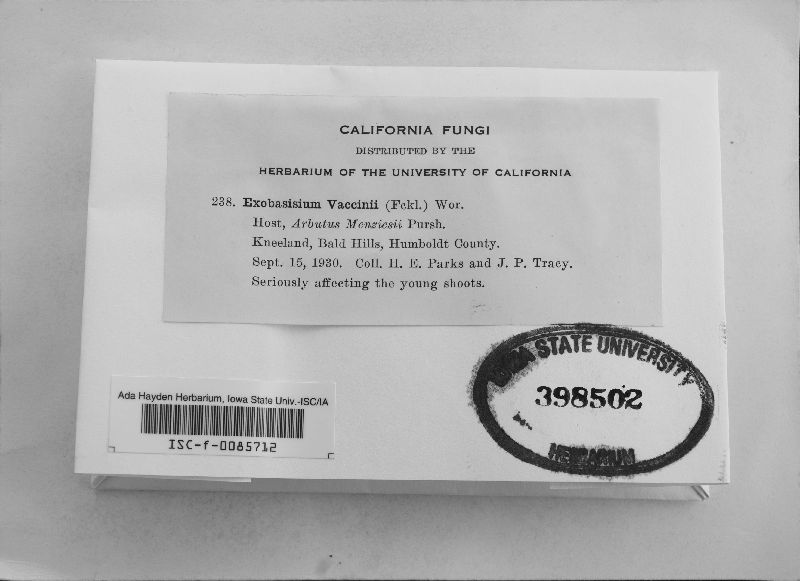 CALIFORNIA FUNGI
DISTRIBUTED BY THE
HERBARIUM OF THE UNIVERSITY OF CALIFORNIA
238. Exobasisium Vaccinii (Fckl.) Wor.
Host, Arbutus Menziesii Pursh.
Kneeland, Bald Hills, Humboldt County.
Sept. 15, 1930. Coll. H. E. Parks and J. P. Tracy.
Seriously affecting the young shoots.
Ada Hayden Herbarium, Iowa State Univ.-ISC/IA
ISC-f-0085712
IOWA STATE UNIVERSITY
398502
HERBARIUM